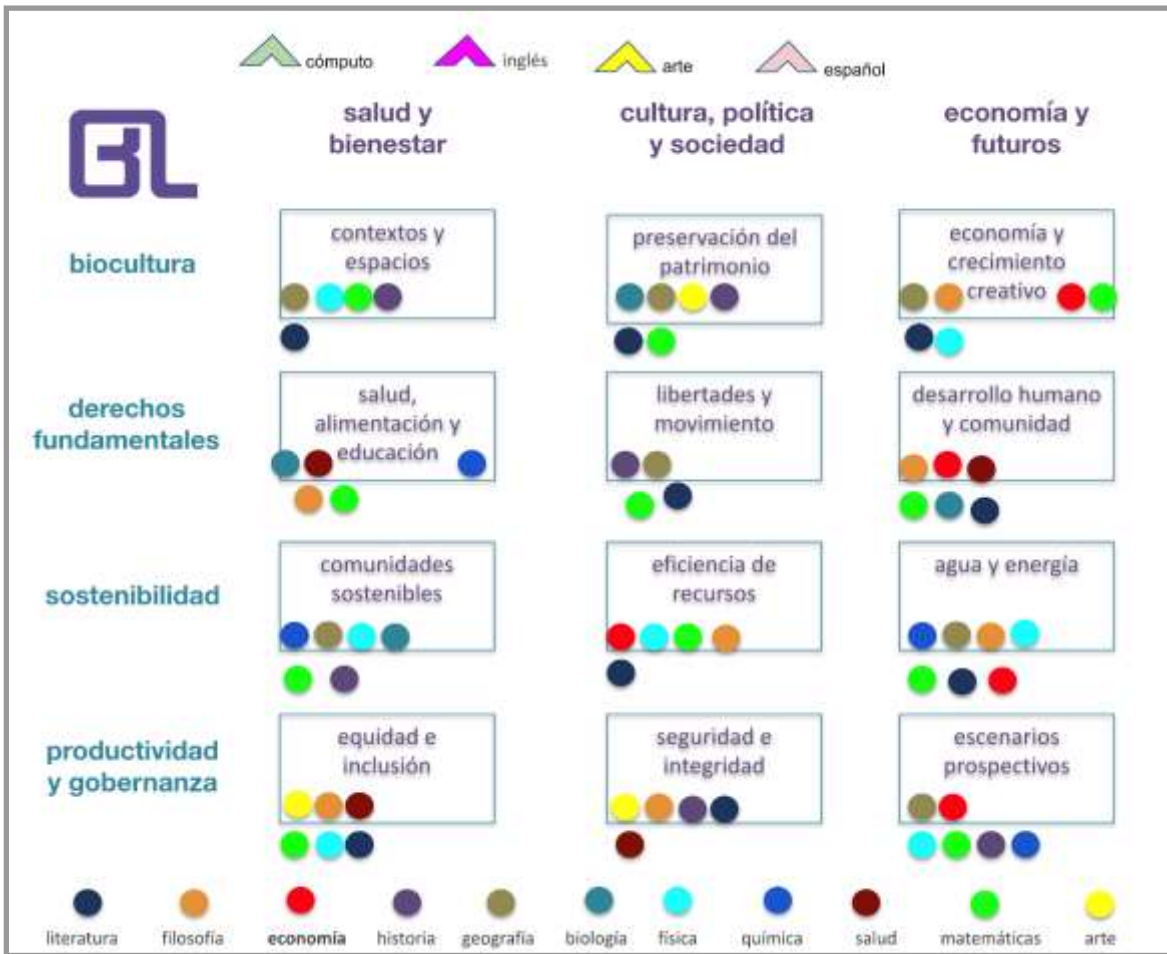 cómputo
inglés
arte
español
BL
salud y
bienestar
cultura, política
y sociedad
economía y
futuros
biocultura
contextos y
espacios
preservación del
patrimonio
economía y
crecimiento
creativo
derechos
fundamentales
salud,
alimentación y
educación
libertades y
movimiento
desarrollo humano
y comunidad
sostenibilidad
comunidades
sostenibles
eficiencia de
recursos
agua y energía
productividad
y gobernanza
equidad e
inclusión
seguridad e
integridad
escenarios
prospectivos
literatura
filosofía
economía
historia
geografía
biología
física
química
salud
matemáticas
arte